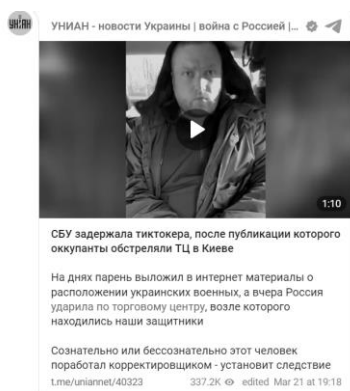 УНІАН
УНИАН - новости Украины | война с Россией |...
1:10
СБУ задержала тиктокера, после публикации которого
оккупанты обстреляли ТЦ в Киеве
На днях парень выложил в интернет материалы о
расположении украинских военных, а вчера Россия
ударила по торговому центру, возле которого
находились наши защитники
Сознательно или бессознательно этот человек
поработал корректировщиком - установит следствие
t.me/uniannet/40323 337.2K edited Mar 21 at 19:18